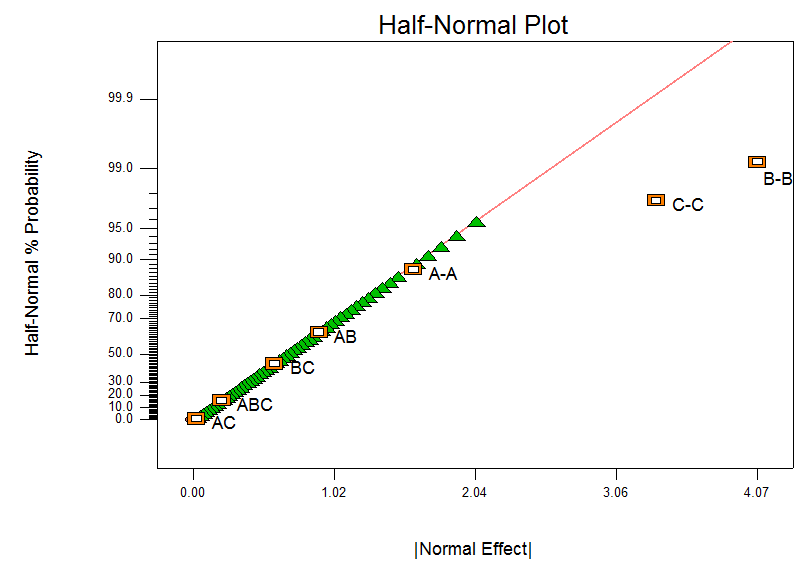 Half-Normal Plot
Half-Normal % Probability
99.9
99.0
95.0
90.0
80.0
70.0
50.0
30.0
20.0
10.0
0.0
B-B
C-C
A-A
AB
BC
ABC
AC
0.00 1.02 2.04 3.06 4.07
|Normal Effect|